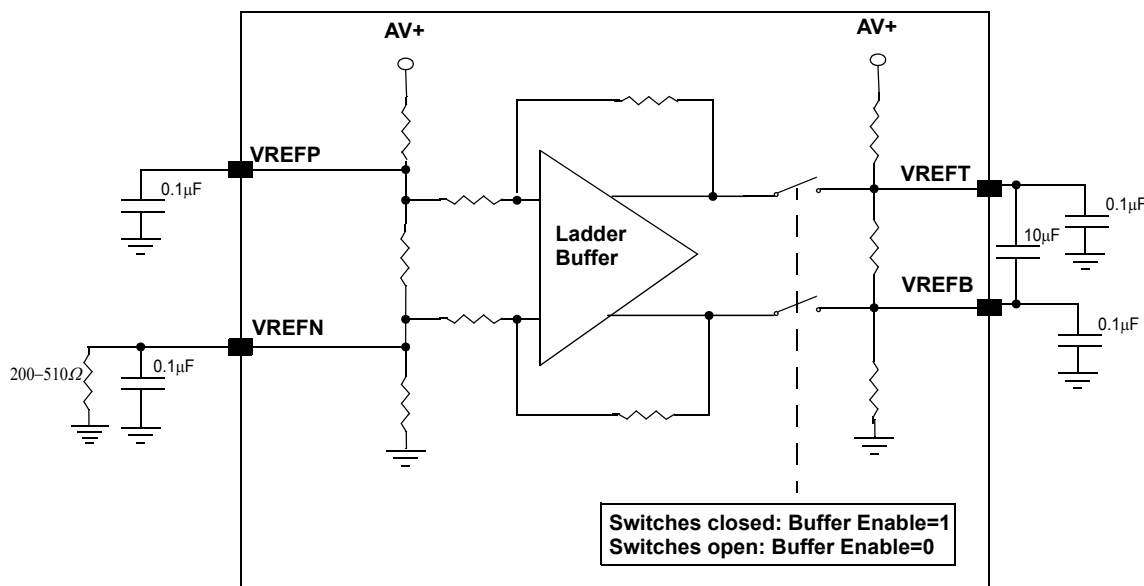 AV+
AV+
VREFP
0.1μF
VREFT
0.1μF
Ladder
Buffer
10μF
VREFB
VREFN
0.1μF
200–510Ω
0.1μF
Switches closed: Buffer Enable=1
Switches open: Buffer Enable=0